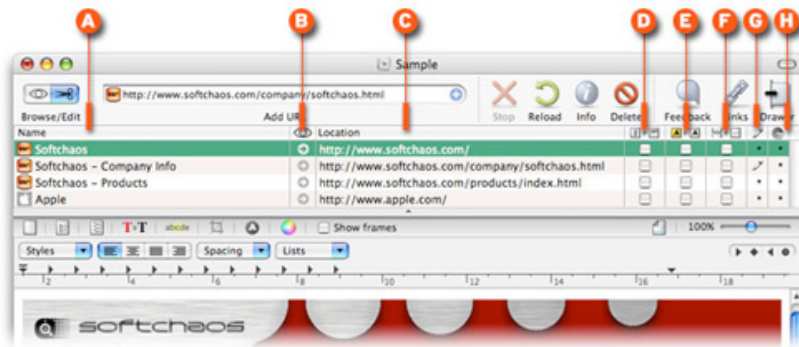 A B C D E F G H
Sample
http://www.softchaos.com/company/softchaos.html
Browse/Edit Add URL Stop Reload Info Delete Feedback Links Drawer
Name Location
Softchaos http://www.softchaos.com/
Softchaos – Company Info http://www.softchaos.com/company/softchaos.html
Softchaos – Products http://www.softchaos.com/products/index.html
Apple http://www.apple.com/
T›T abcde Show frames 100%
Styles Spacing Lists
2 4 6 8 10 12 14 16 18
softchaos